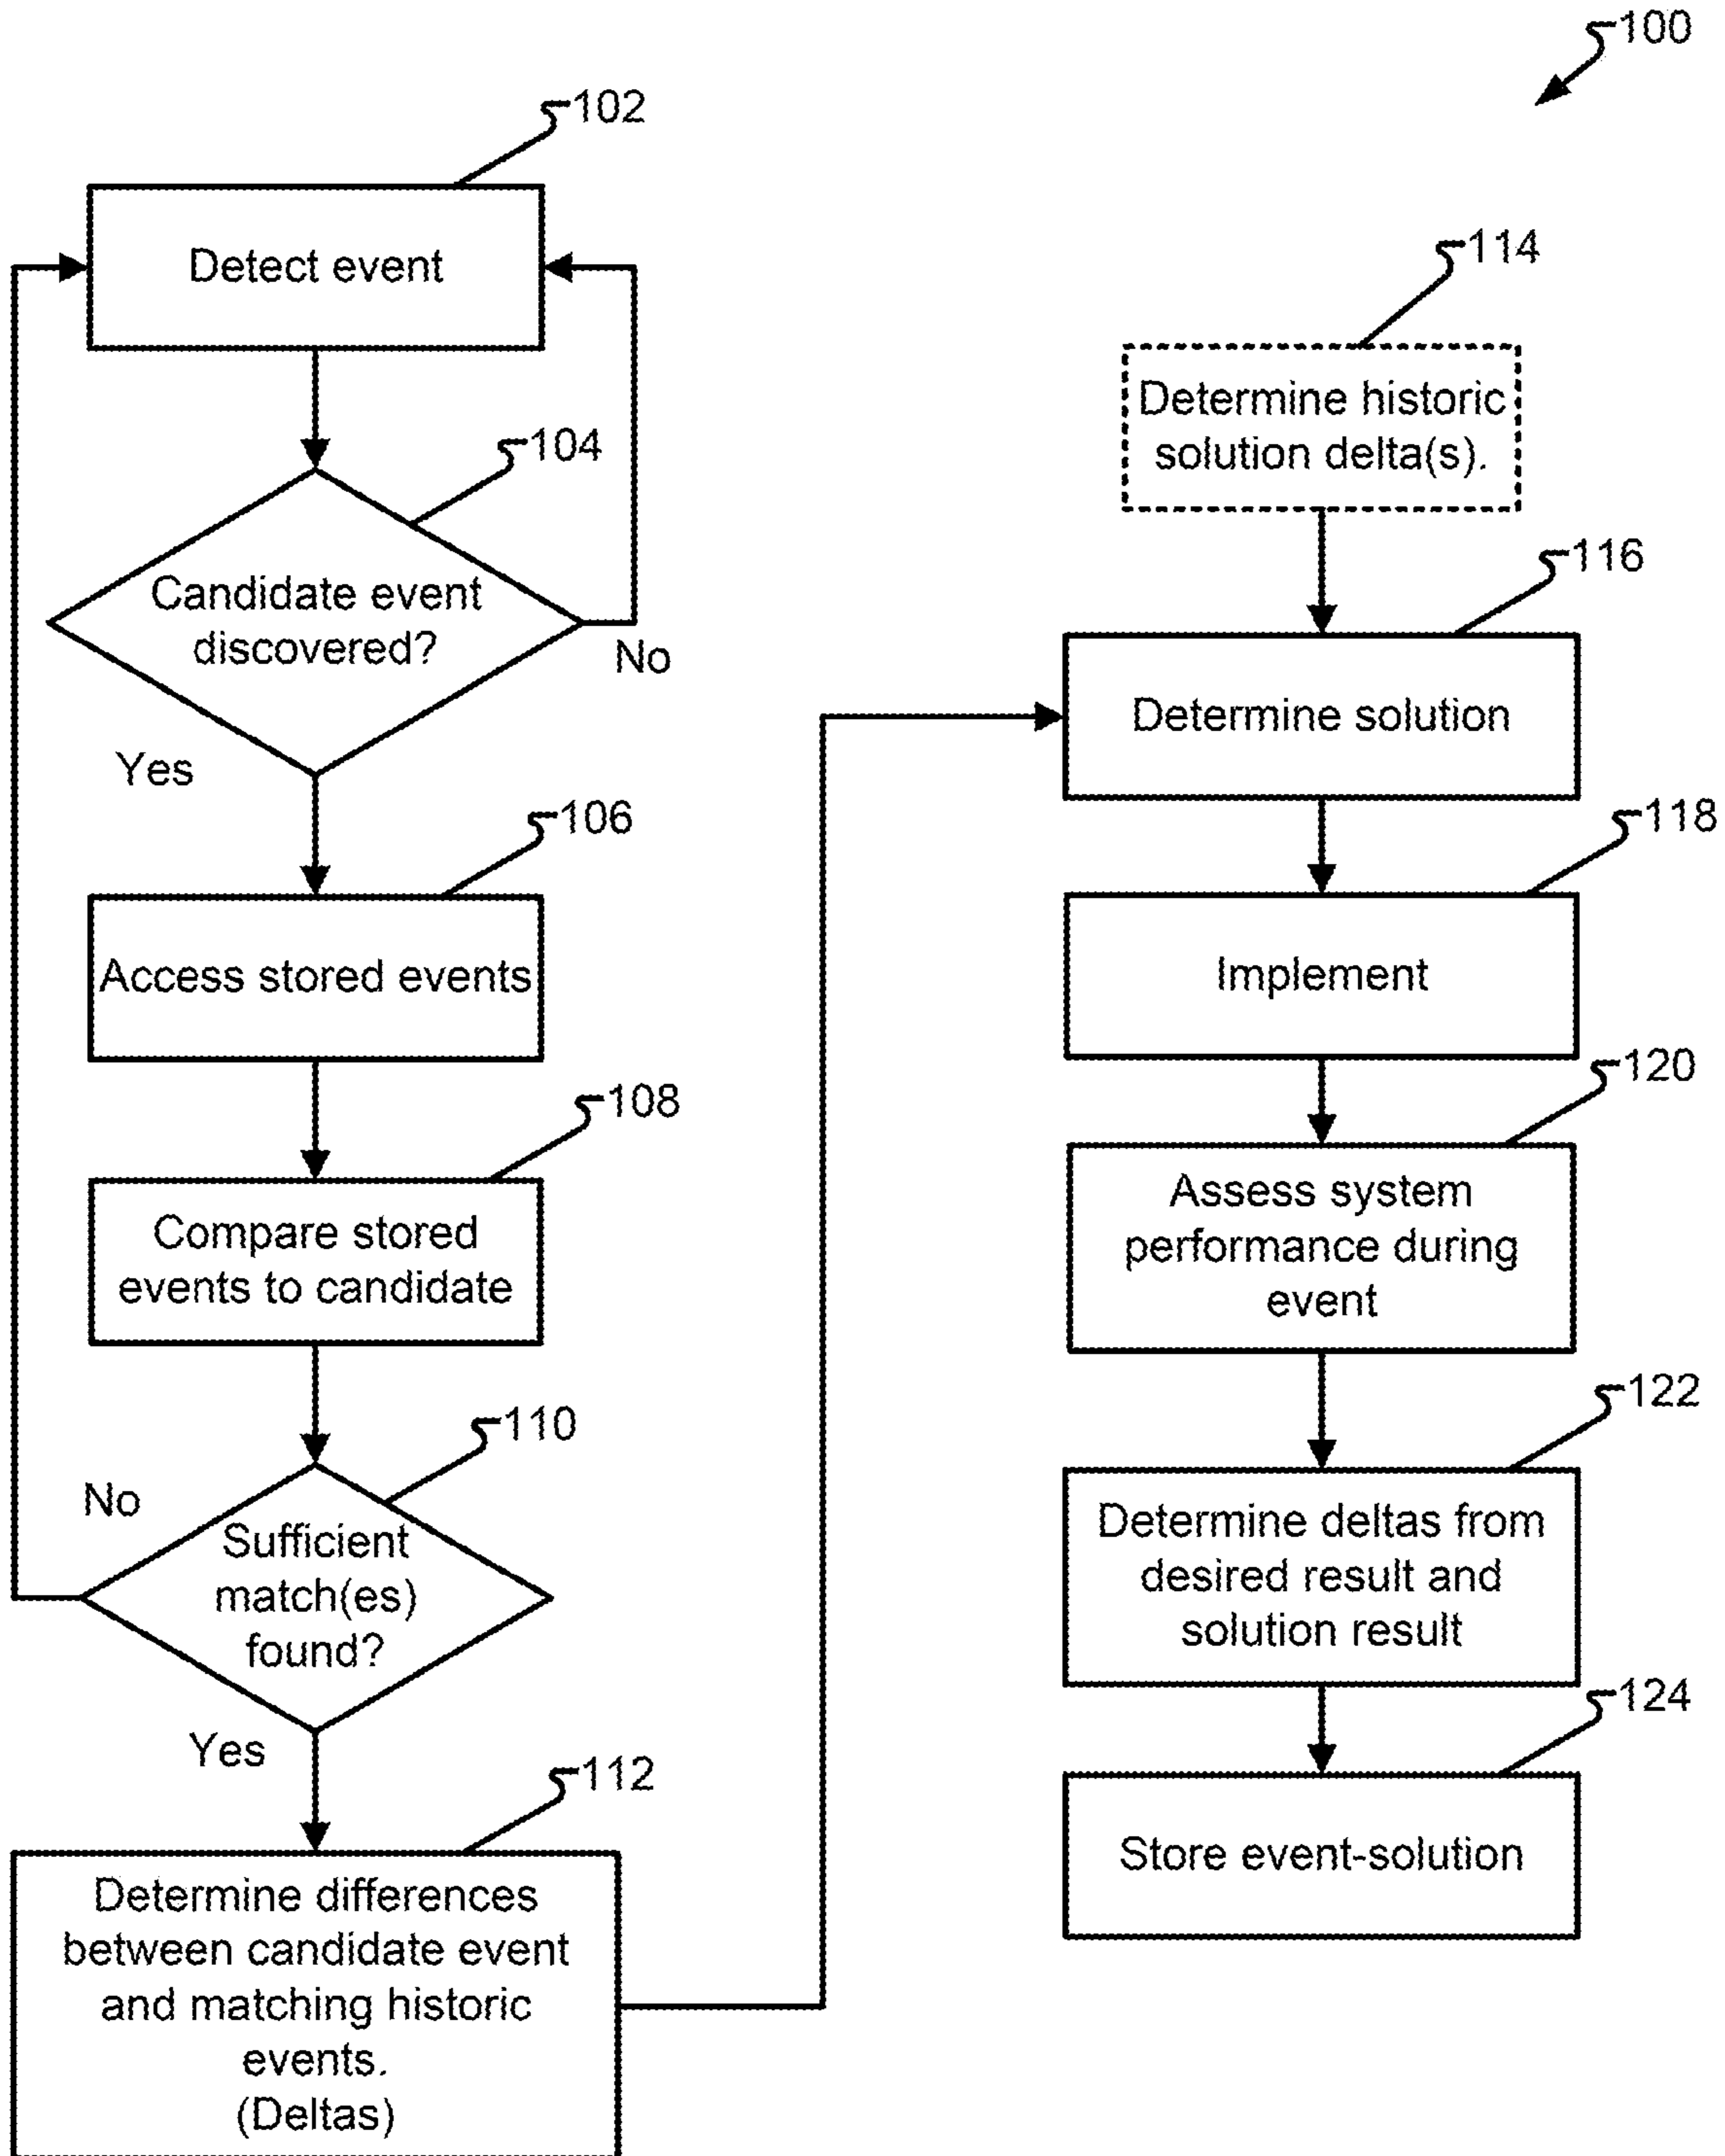 100
102
Detect event
104
Candidate event
discovered?
No
Yes
106
Access stored events
108
Compare stored
events to candidate
110
No
Sufficient
match(es)
found?
Yes
112
Determine differences
between candidate event
and matching historic
events.
(Deltas)
114
Determine historic
solution delta(s).
116
Determine solution
118
Implement
120
Assess system
performance during
event
122
Determine deltas from
desired result and
solution result
124
Store event-solution